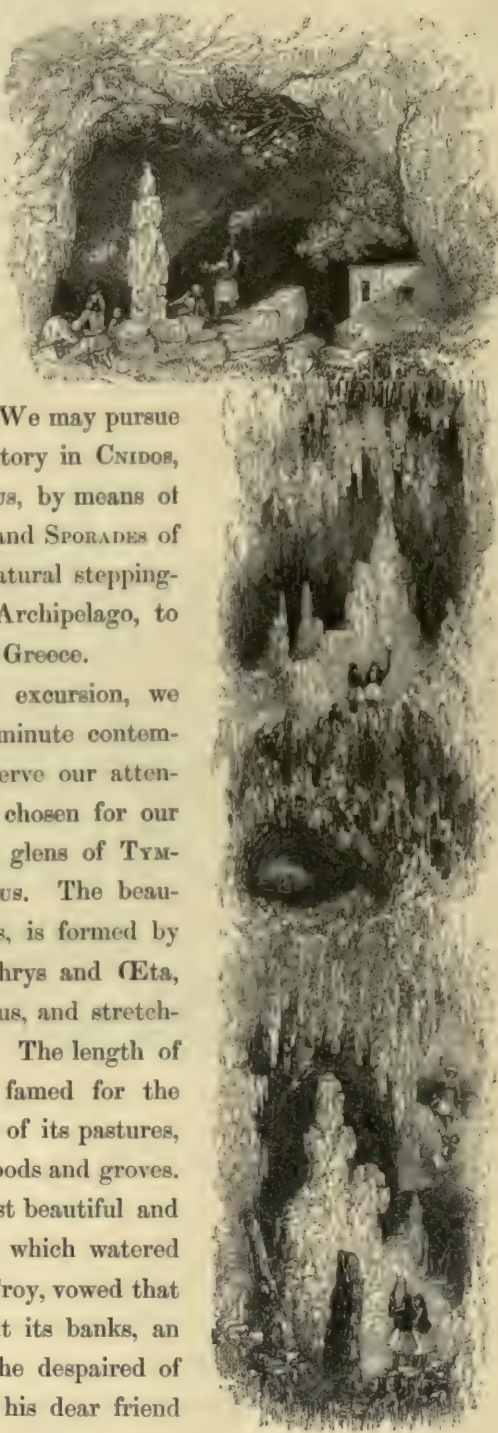 We may pursue
tory in CNIDOS,
US, by means of
and SPORADES of
atural stepping-
Archipelago, to
Greece.
excursion, we
minute contem-
erve our atten-
chosen for our
glens of TYM-
US. The beau-
s, is formed by
hrys and Œta,
us, and stretch-
The length of
famed for the
of its pastures,
oods and groves.
st beautiful and
which watered
roy, vowed that
t its banks, an
he despaired of
his dear friend